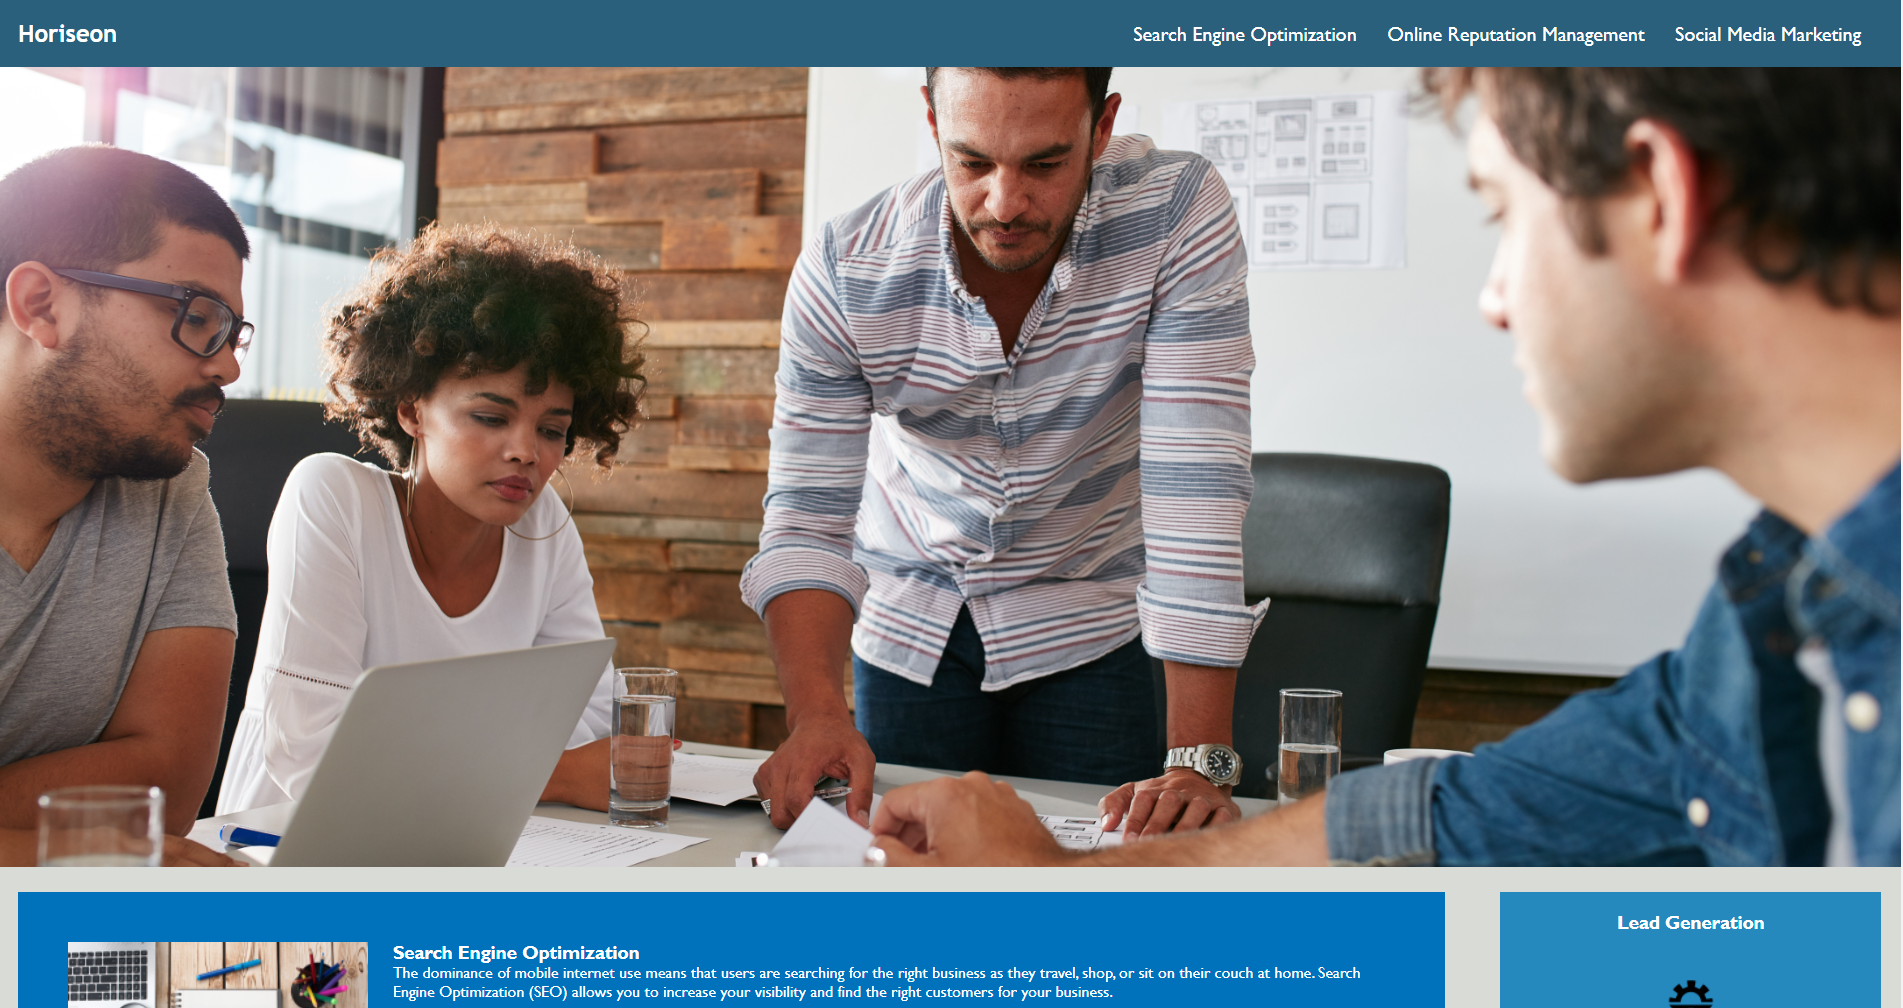 Horiseon
Search Engine Optimization
Online Reputation Management
Social Media Marketing
Search Engine Optimization
The dominance of mobile internet use means that users are searching for the right business as they travel, shop, or sit on their couch at home. Search
Engine Optimization (SEO) allows you to increase your visibility and find the right customers for your business.
Lead Generation